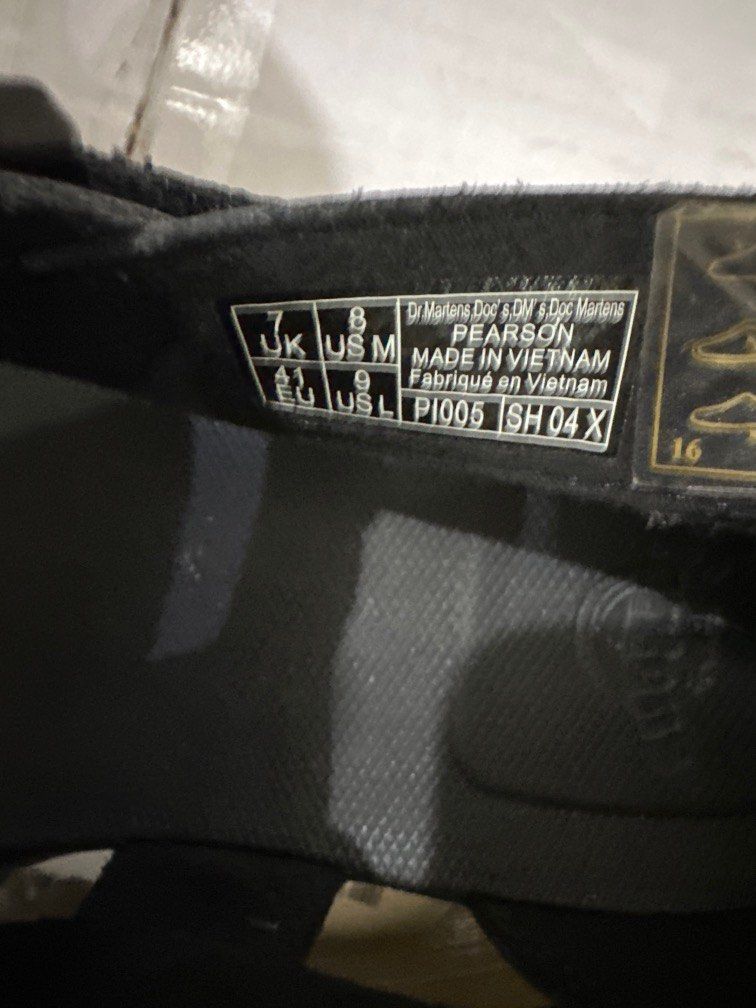 7
UK
8
US M
41
EU
9
US L
Dr.Martens,Doc's,DM's,Doc Martens
PEARSON
MADE IN VIETNAM
Fabriqué en Vietnam
PI005
SH 04 X
16